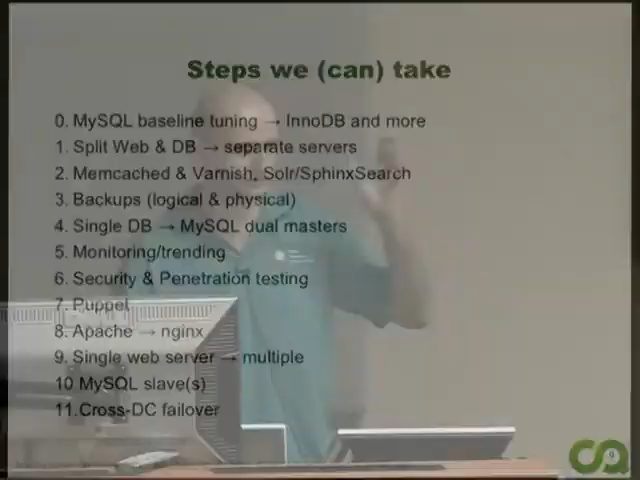 Steps we (can) take
0. MySQL baseline tuning → InnoDB and more
1. Split Web & DB → separate servers
2. Memcached & Varnish, Solr/SphinxSearch
3. Backups (logical & physical)
4. Single DB → MySQL dual masters
5. Monitoring/trending
6. Security & Penetration testing
7. Puppet
8. Apache → nginx
9. Single web server → multiple
10 MySQL slave(s)
11.Cross-DC failover